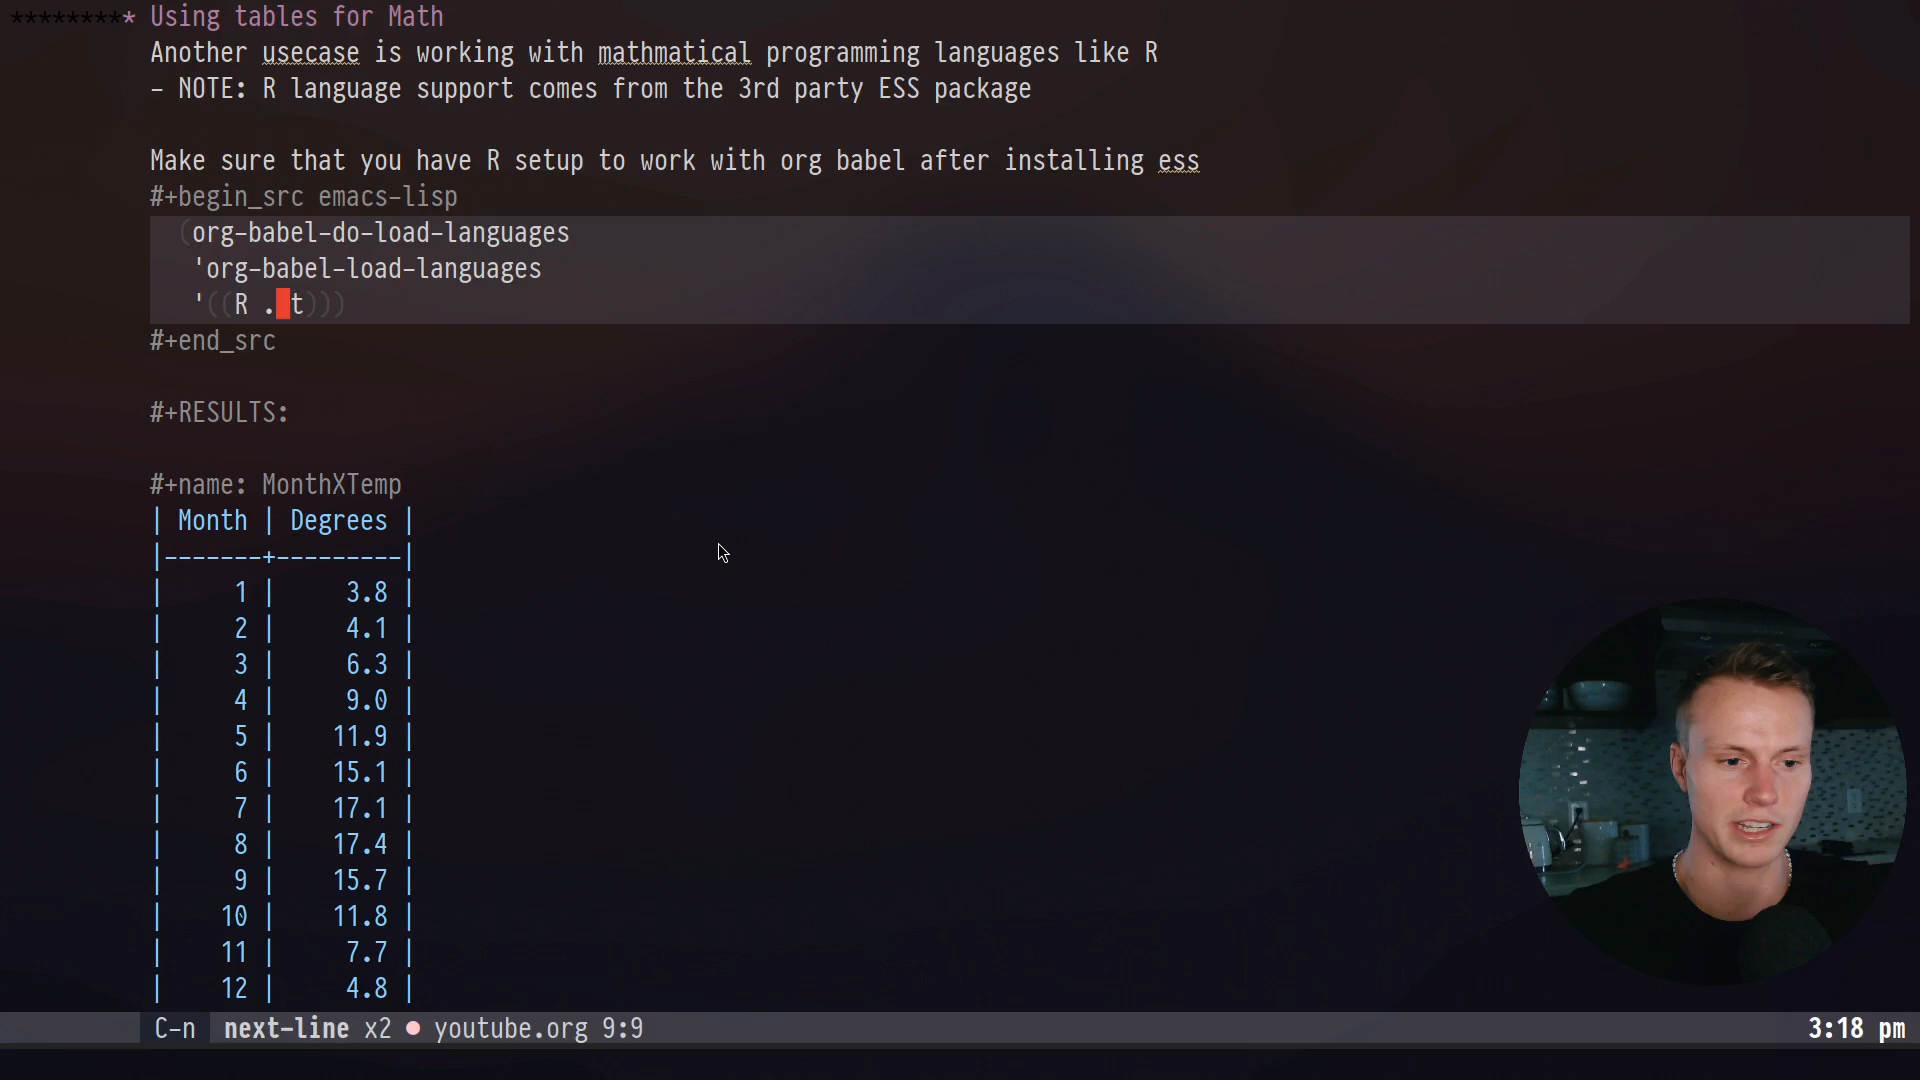 ********* Using tables for Math
Another usecase is working with mathmatical programming languages like R
- NOTE: R language support comes from the 3rd party ESS package
Make sure that you have R setup to work with org babel after installing ess
#+begin_src emacs-lisp
(org-babel-do-load-languages
'org-babel-load-languages
'((R . t)))
#+end_src
#+RESULTS:
#+name: MonthXTemp
| Month | Degrees |
|-------+---------|
| 1 | 3.8 |
| 2 | 4.1 |
| 3 | 6.3 |
| 4 | 9.0 |
| 5 | 11.9 |
| 6 | 15.1 |
| 7 | 17.1 |
| 8 | 17.4 |
| 9 | 15.7 |
| 10 | 11.8 |
| 11 | 7.7 |
| 12 | 4.8 |
C-n next-line x2 ● youtube.org 9:9 3:18 pm